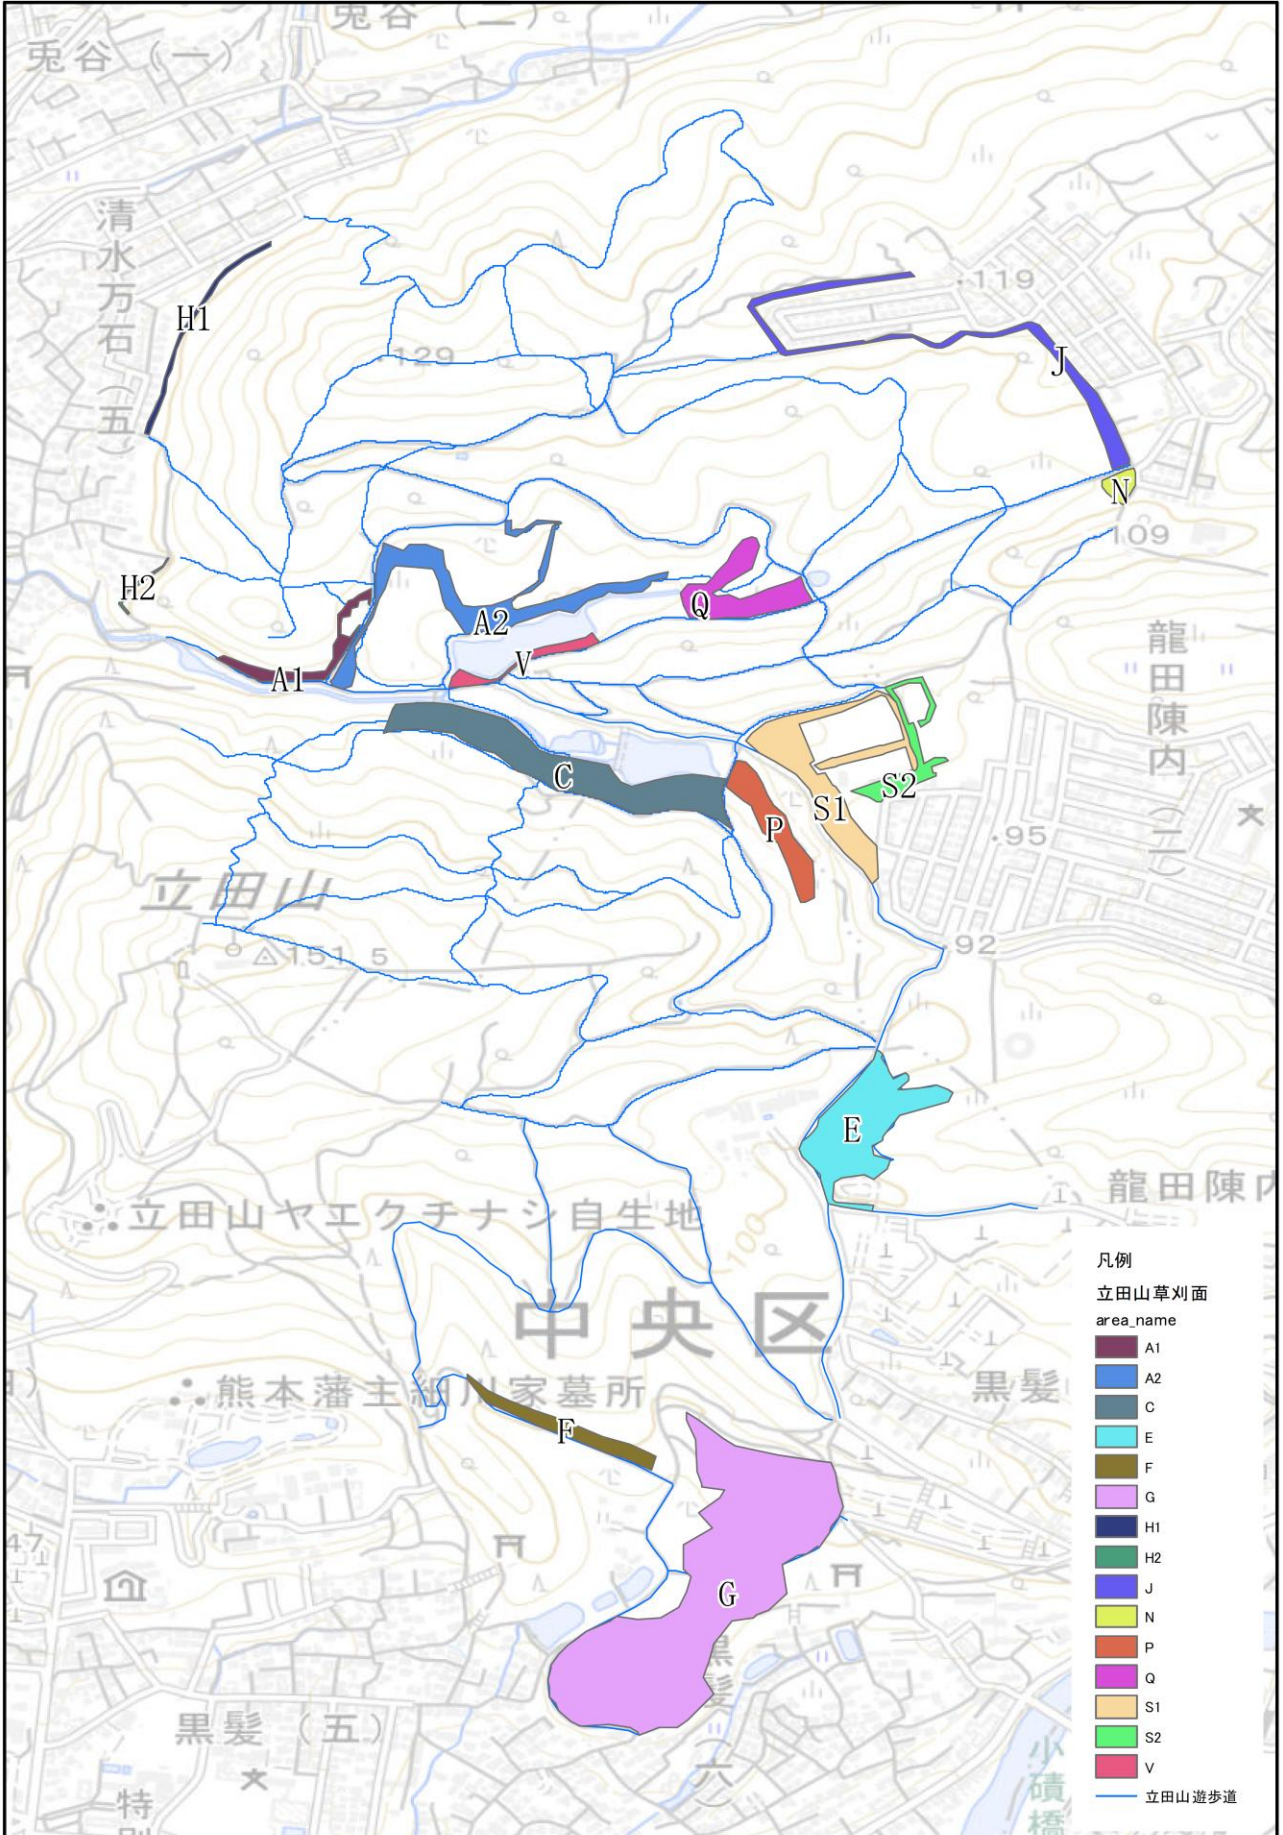 兎谷（二）
兎谷（一）
清水万石（五）
119
H1
129
J
N
109
H2
A2
Q
V
A1
龍田陳内（二）
C
S2
S1
P
95
立田山
92
151.5
E
龍田陳内
立田山ヤエクチナシ自生地
100
中央区
熊本藩主細川家墓所
黒髪
F
47
G
黒髪（六）
黒髪（五）
小磧橋
特別
凡例
立田山草刈面
area_name
A1
A2
C
E
F
G
H1
H2
J
N
P
Q
S1
S2
V
立田山遊歩道